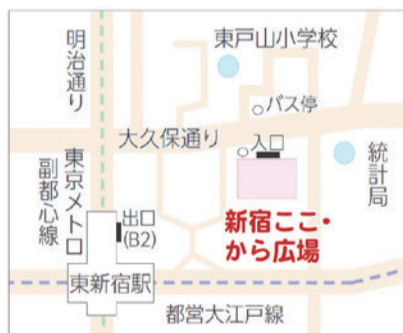 東戸山小学校
明治通り
バス停
大久保通り
入口
統計局
東京メトロ
副都心線
出口
(B2)
新宿ここ・
から広場
東新宿駅
都営大江戸線